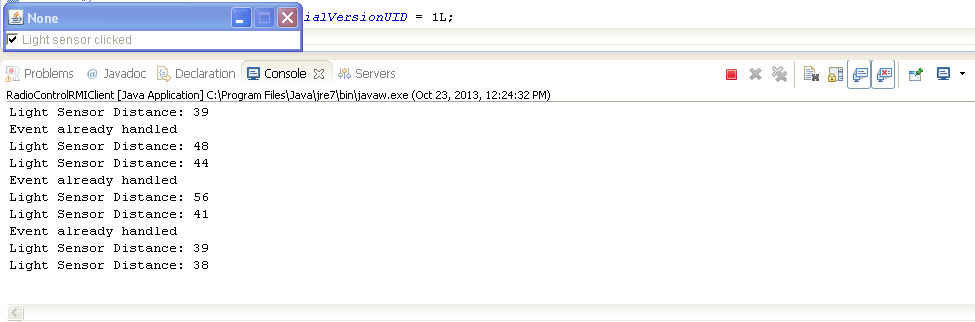 None
ialVersionUID = 1L;
Light sensor clicked
Problems @ Javadoc Declaration Console Servers
RadioControlRMIClient [Java Application] C:\Program Files\Java\jre7\bin\javaw.exe (Oct 23, 2013, 12:24:32 PM)
Light Sensor Distance: 39
Event already handled
Light Sensor Distance: 48
Light Sensor Distance: 44
Event already handled
Light Sensor Distance: 56
Light Sensor Distance: 41
Event already handled
Light Sensor Distance: 39
Light Sensor Distance: 38